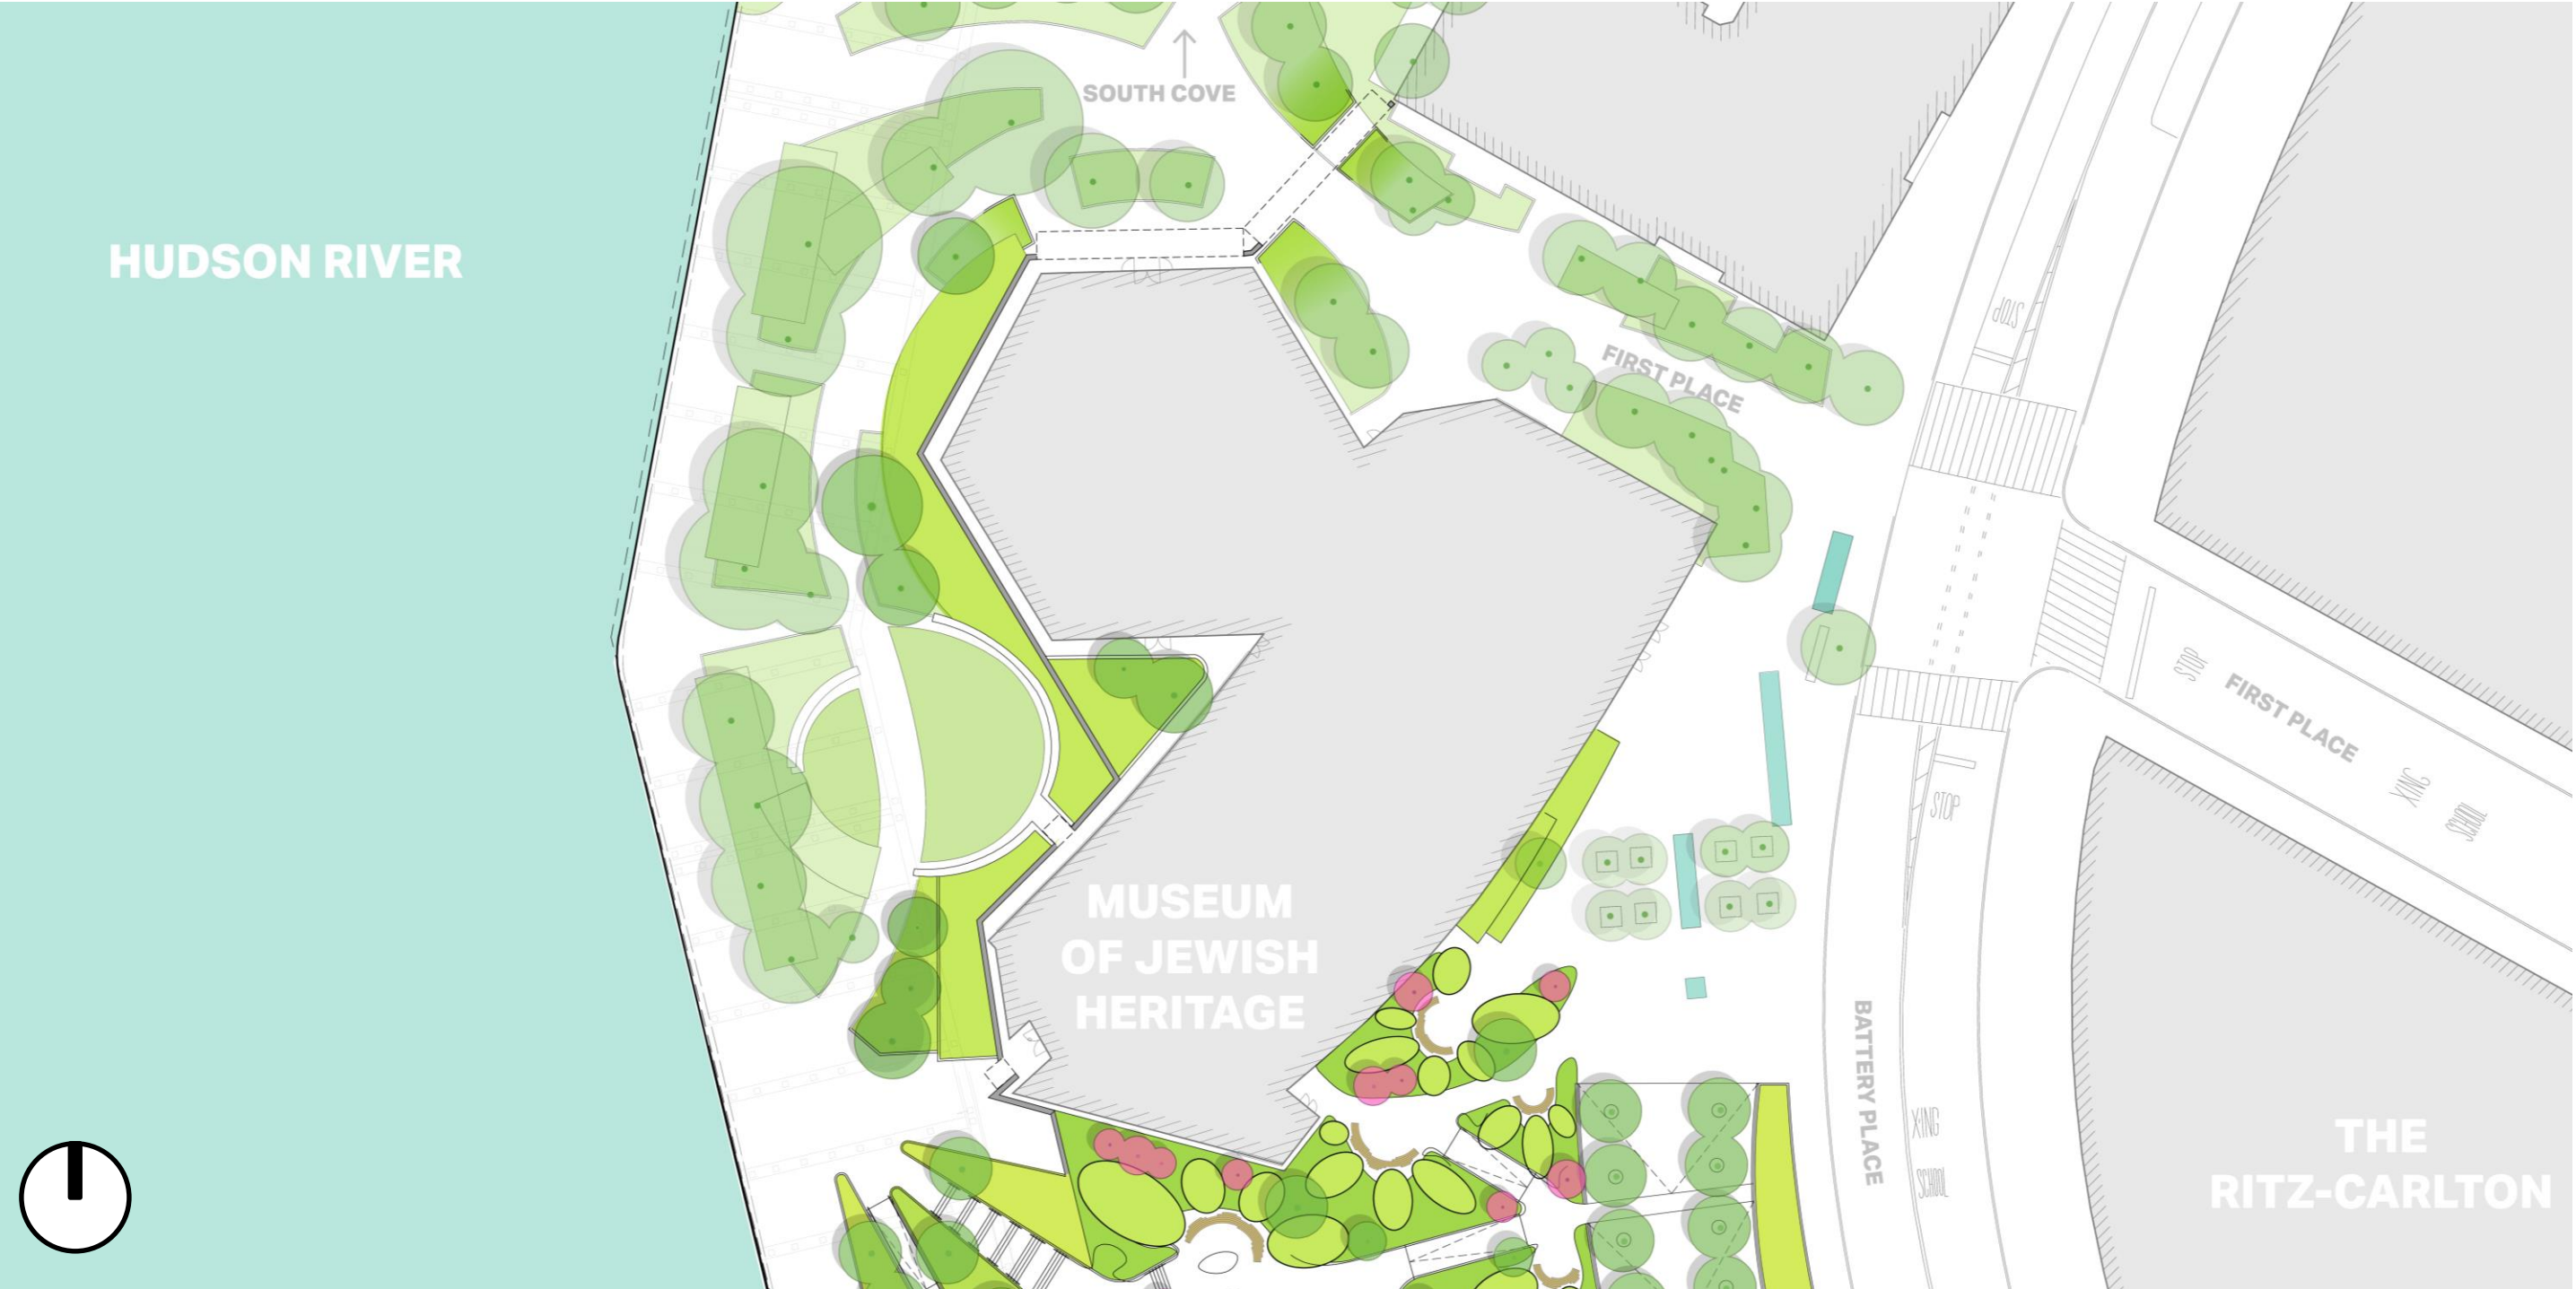 SOUTH COVE
HUDSON RIVER
STOP
FIRST PLACE
STOP
FIRST PLACE
XING
SCHOOL
STOP
MUSEUM
OF JEWISH
HERITAGE
BATTERY PLACE
XING
SCHOOL
THE
RITZ-CARLTON